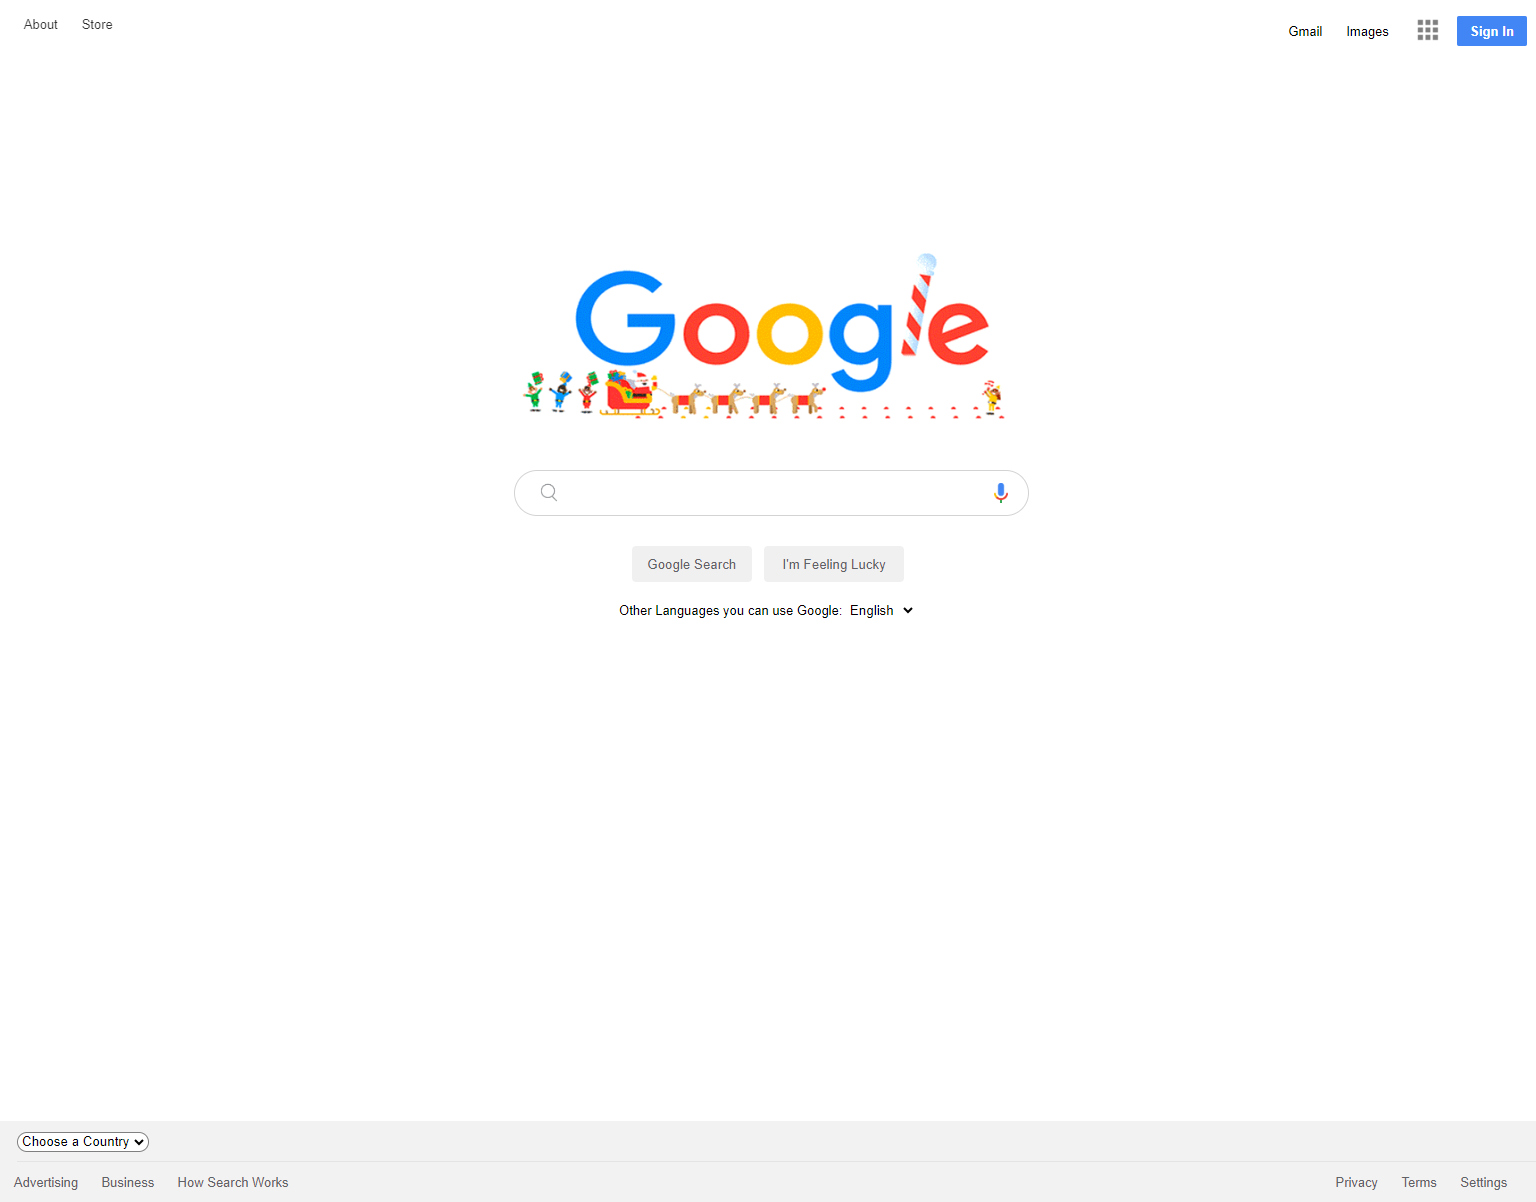 About Store
Gmail Images Sign In
Google
Google Search I'm Feeling Lucky
Other Languages you can use Google: English
Choose a Country
Advertising Business How Search Works
Privacy Terms Settings